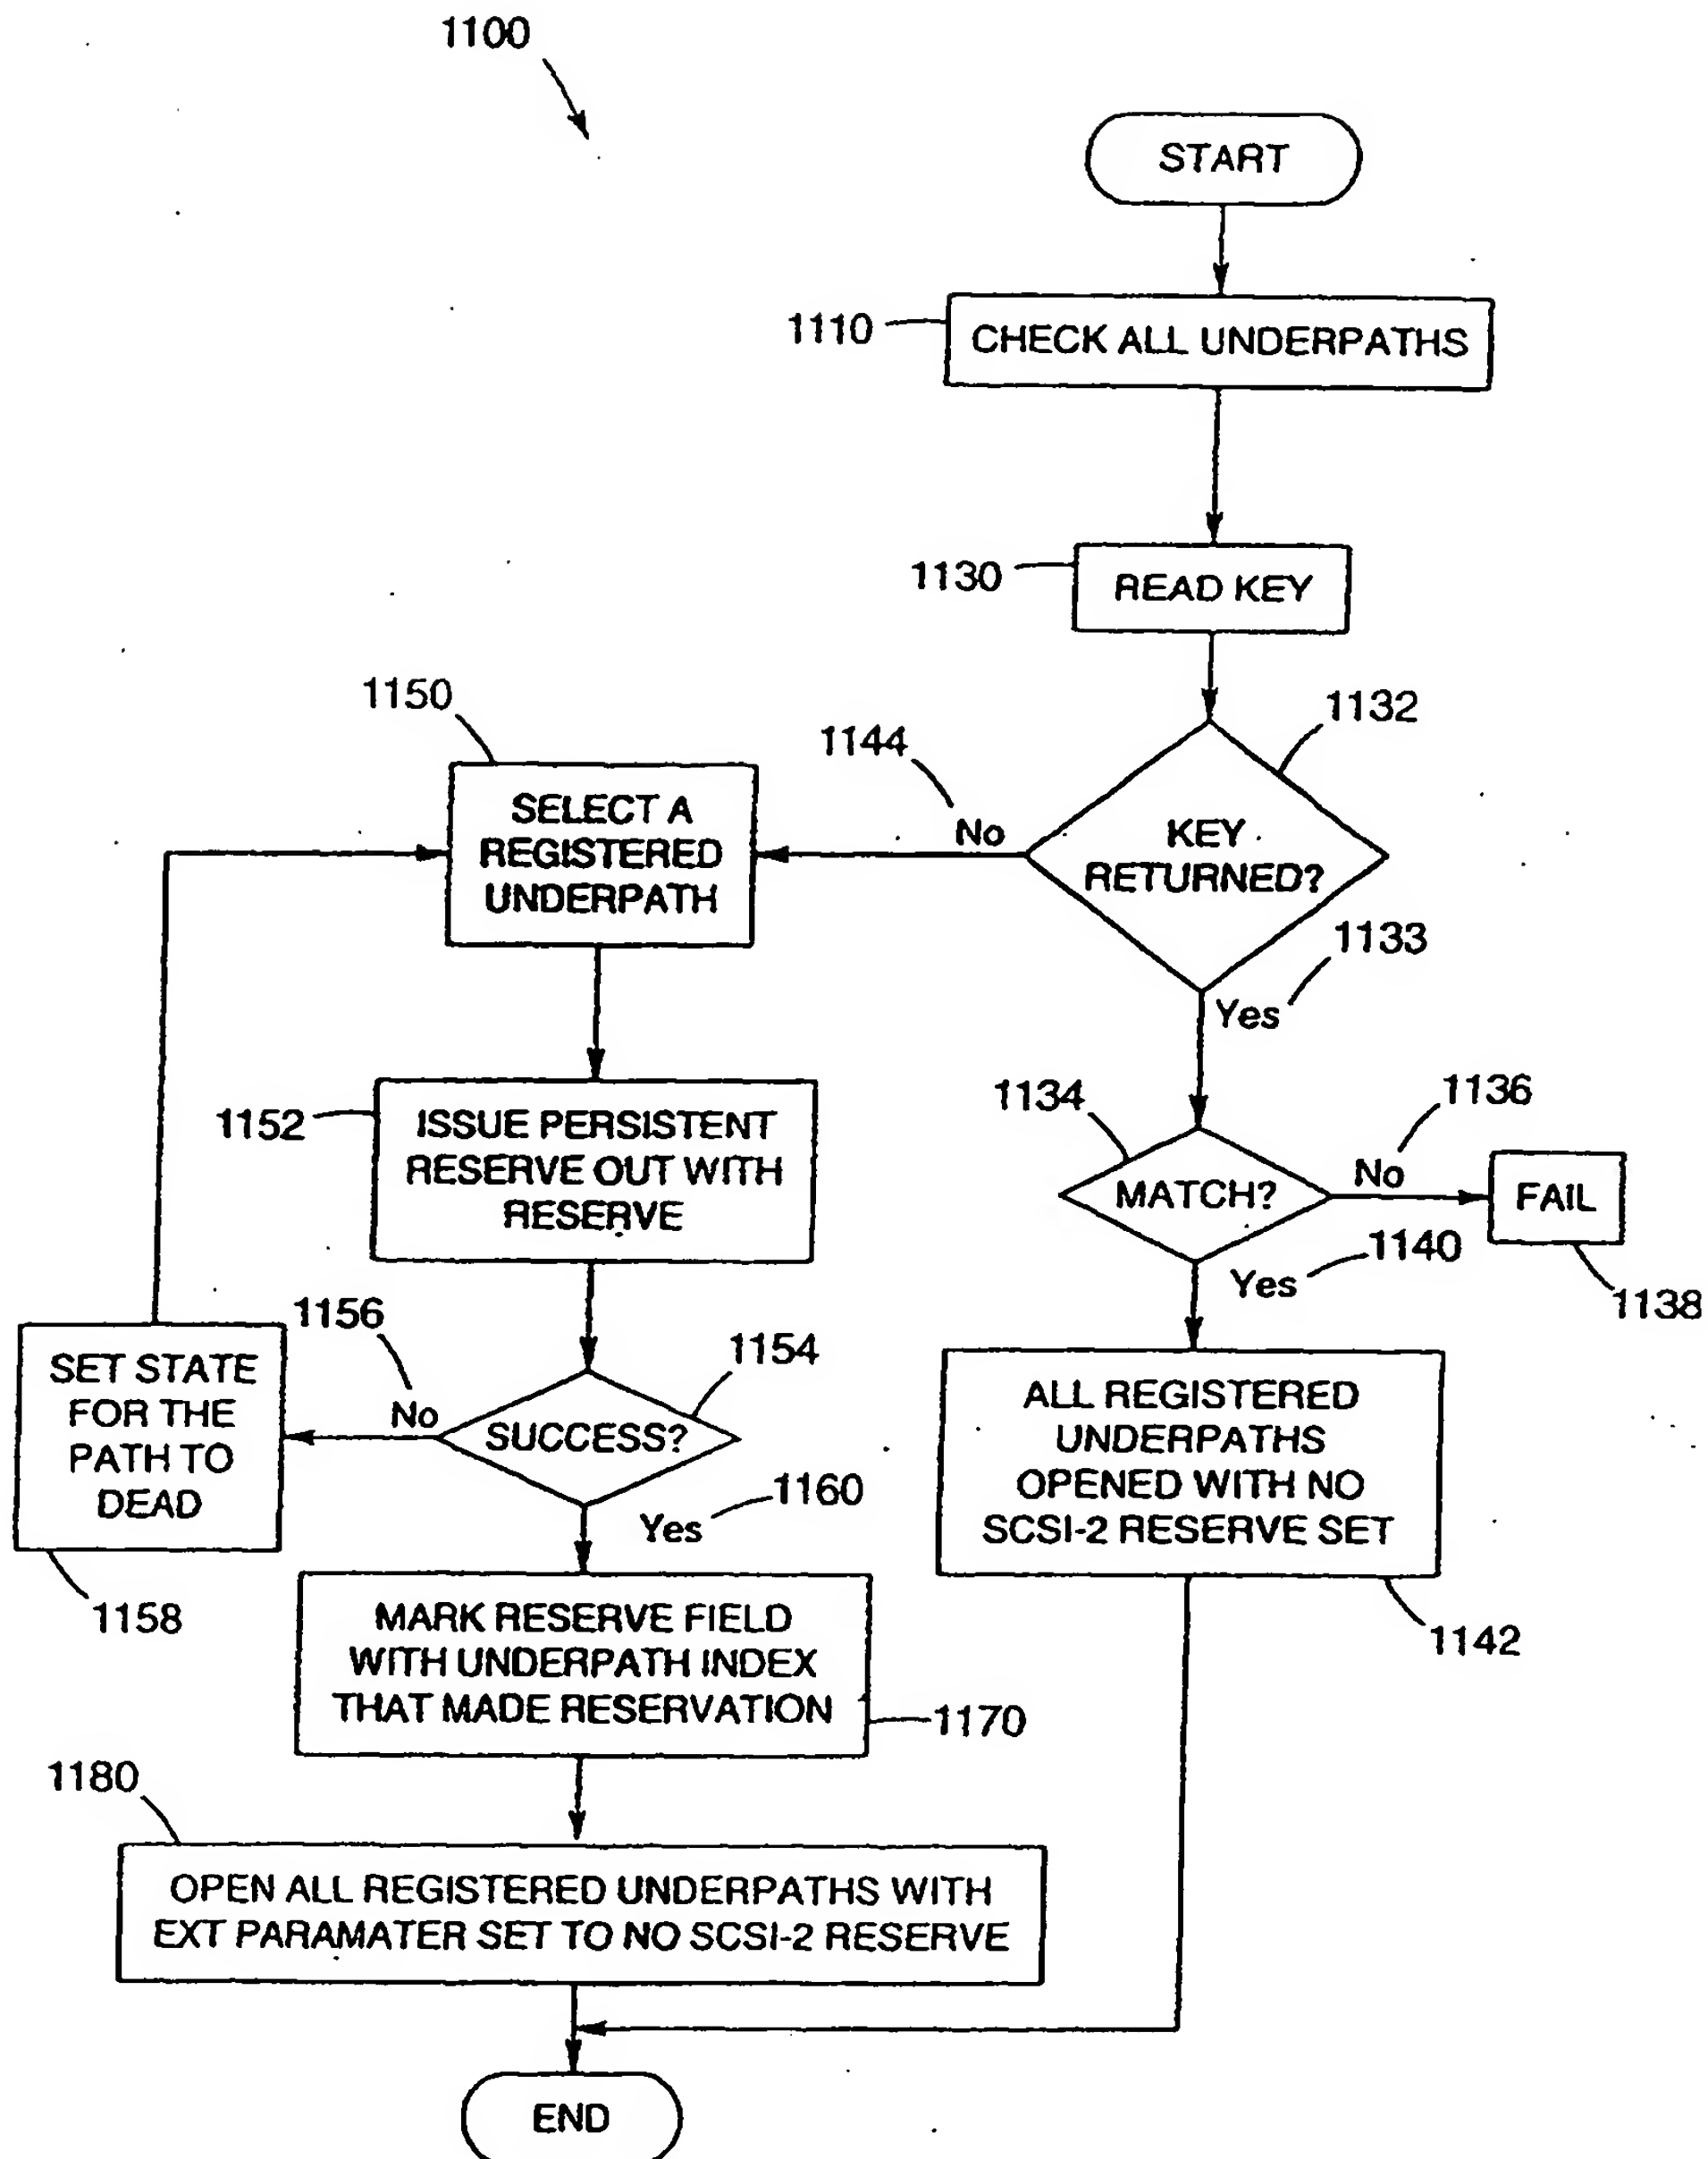 1100
START
1110
CHECK ALL UNDERPATHS
1130
READ KEY
1132
KEY
RETURNED?
1144
No
1133
Yes
1150
SELECT A
REGISTERED
UNDERPATH
1134
MATCH?
1136
No
FAIL
1138
1140
Yes
1152
ISSUE PERSISTENT
RESERVE OUT WITH
RESERVE
1154
SUCCESS?
1156
No
SET STATE
FOR THE
PATH TO
DEAD
1158
1160
Yes
ALL REGISTERED
UNDERPATHS
OPENED WITH NO
SCSI-2 RESERVE SET
1142
MARK RESERVE FIELD
WITH UNDERPATH INDEX
THAT MADE RESERVATION
1170
1180
OPEN ALL REGISTERED UNDERPATHS WITH
EXT PARAMATER SET TO NO SCSI-2 RESERVE
END